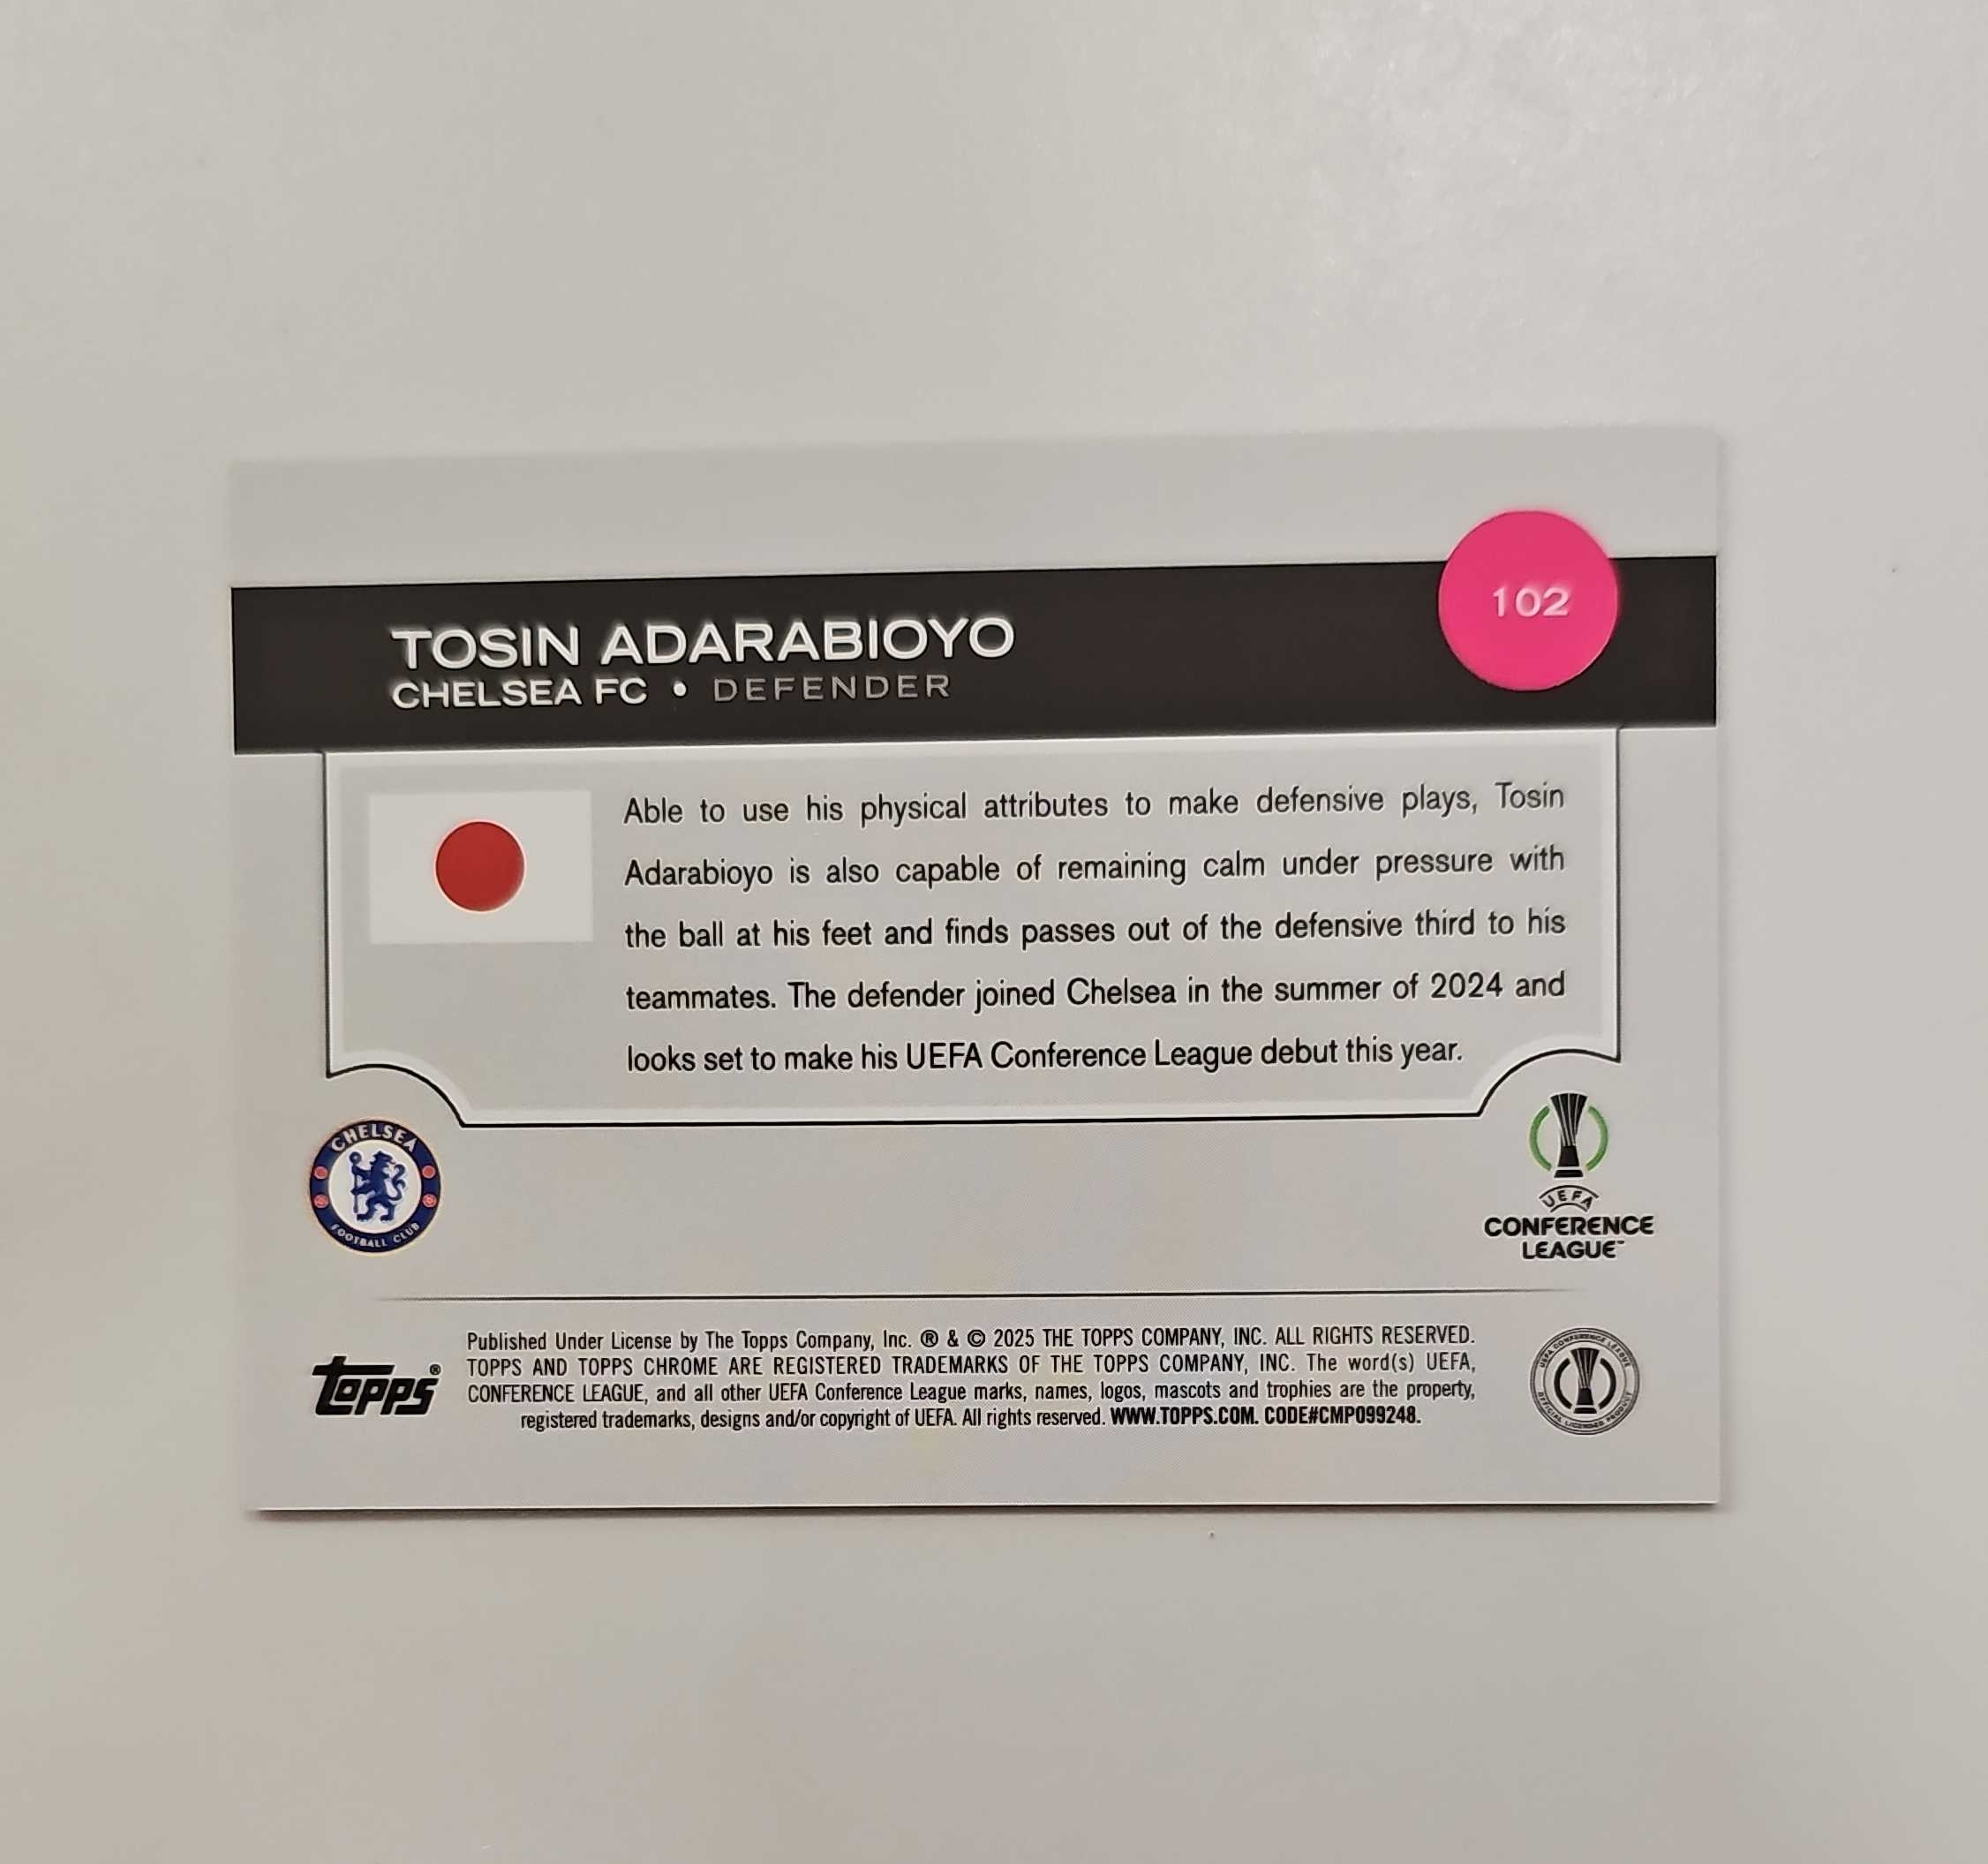 102
TOSIN ADARABIOYO
CHELSEA FC • DEFENDER
Able to use his physical attributes to make defensive plays, Tosin
Adarabioyo is also capable of remaining calm under pressure with
the ball at his feet and finds passes out of the defensive third to his
teammates. The defender joined Chelsea in the summer of 2024 and
looks set to make his UEFA Conference League debut this year.
CHELSEA
FOOTBALL CLUB
UEFA
CONFERENCE
LEAGUE™
topps®
Published Under License by The Topps Company, Inc. ® & © 2025 THE TOPPS COMPANY, INC. ALL RIGHTS RESERVED.
TOPPS AND TOPPS CHROME ARE REGISTERED TRADEMARKS OF THE TOPPS COMPANY, INC. The word(s) UEFA,
CONFERENCE LEAGUE, and all other UEFA Conference League marks, names, logos, mascots and trophies are the property,
registered trademarks, designs and/or copyright of UEFA. All rights reserved. WWW.TOPPS.COM. CODE#CMP099248.
UEFA CONFERENCE LEAGUE
OFFICIAL LICENSED PRODUCT